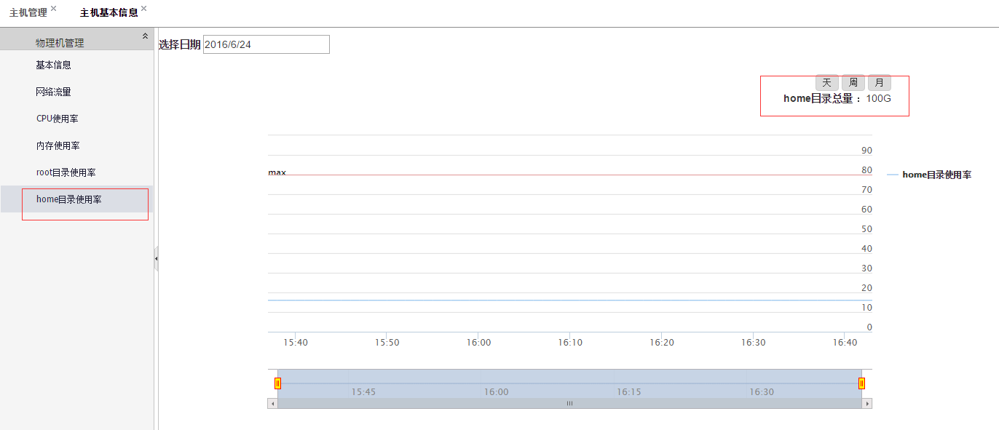 主机管理
主机基本信息
物理机管理
基本信息
网络流量
CPU使用率
内存使用率
root目录使用率
home目录使用率
选择日期 2016/6/24
天 周 月
home目录总量 : 100G
90
max
80
home目录使用率
70
60
50
40
30
20
10
0
15:40 15:50 16:00 16:10 16:20 16:30 16:40
15:45 16:00 16:15 16:30